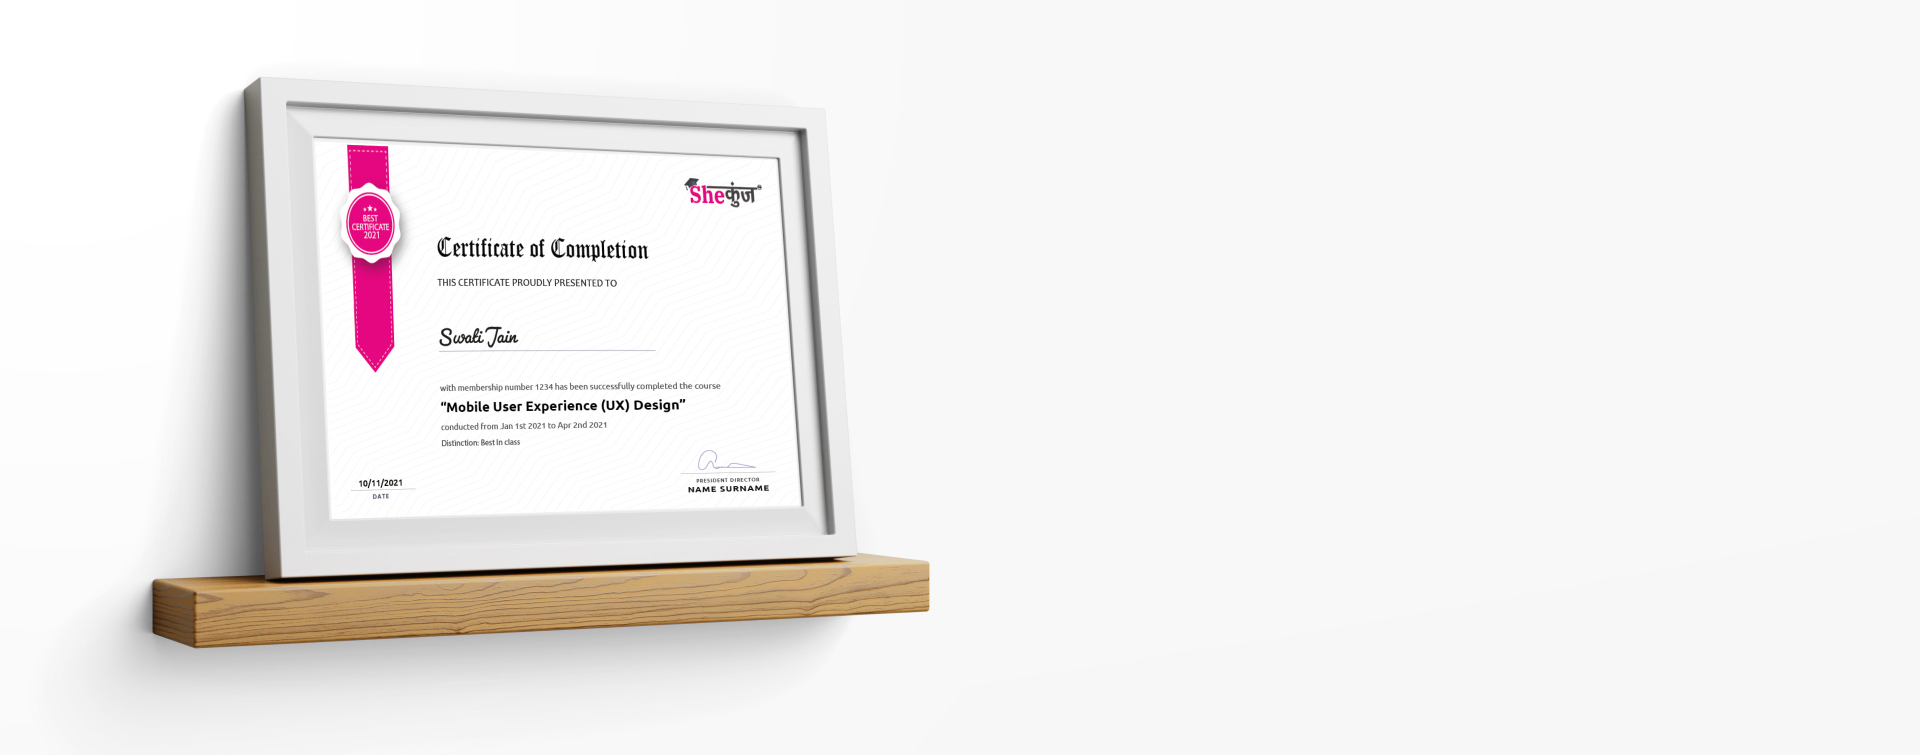 BEST
CERTIFICATE
2021
Sheकुंज
Certificate of Completion
THIS CERTIFICATE PROUDLY PRESENTED TO
Swati Jain
with membership number 1234 has been successfully completed the course
“Mobile User Experience (UX) Design”
conducted from Jan 1st 2021 to Apr 2nd 2021
Distinction: Best In class
10/11/2021
DATE
PRESIDENT DIRECTOR
NAME SURNAME